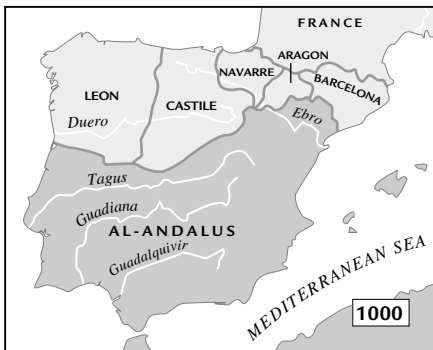 FRANCE
ARAGON
NAVARRE
BARCELONA
LEON
CASTILE
Duero
Ebro
Tagus
Guadiana
AL-ANDALUS
Guadalquivir
MEDITERRANEAN SEA
1000